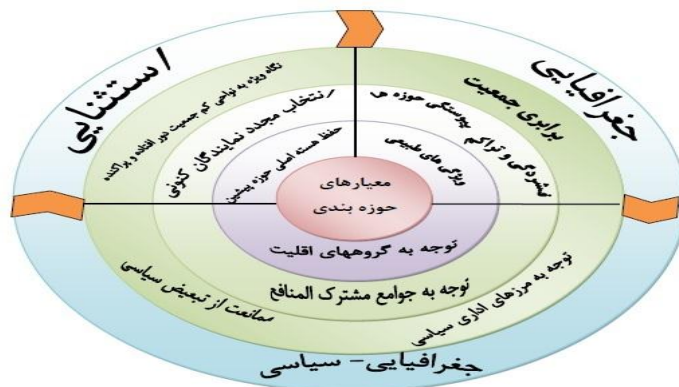 استثنایی
جغرافیایی
نگاه ویژه به نواحی کم جمعیت دور افتاده و پراکنده
برابری جمعیت
انتخاب مجدد نمایندگان کنونی
فشردگی و تراکم
پیوستگی حوزه
حفظ هسته اصلی حوزه پیشین
ویژگی های طبیعی
معیارهای
حوزه بندی
توجه به گروههای اقلیت
توجه به جوامع مشترک المنافع
ممانعت از تبعیض سیاسی
توجه به مرزهای اداری سیاسی
جغرافیایی- سیاسی